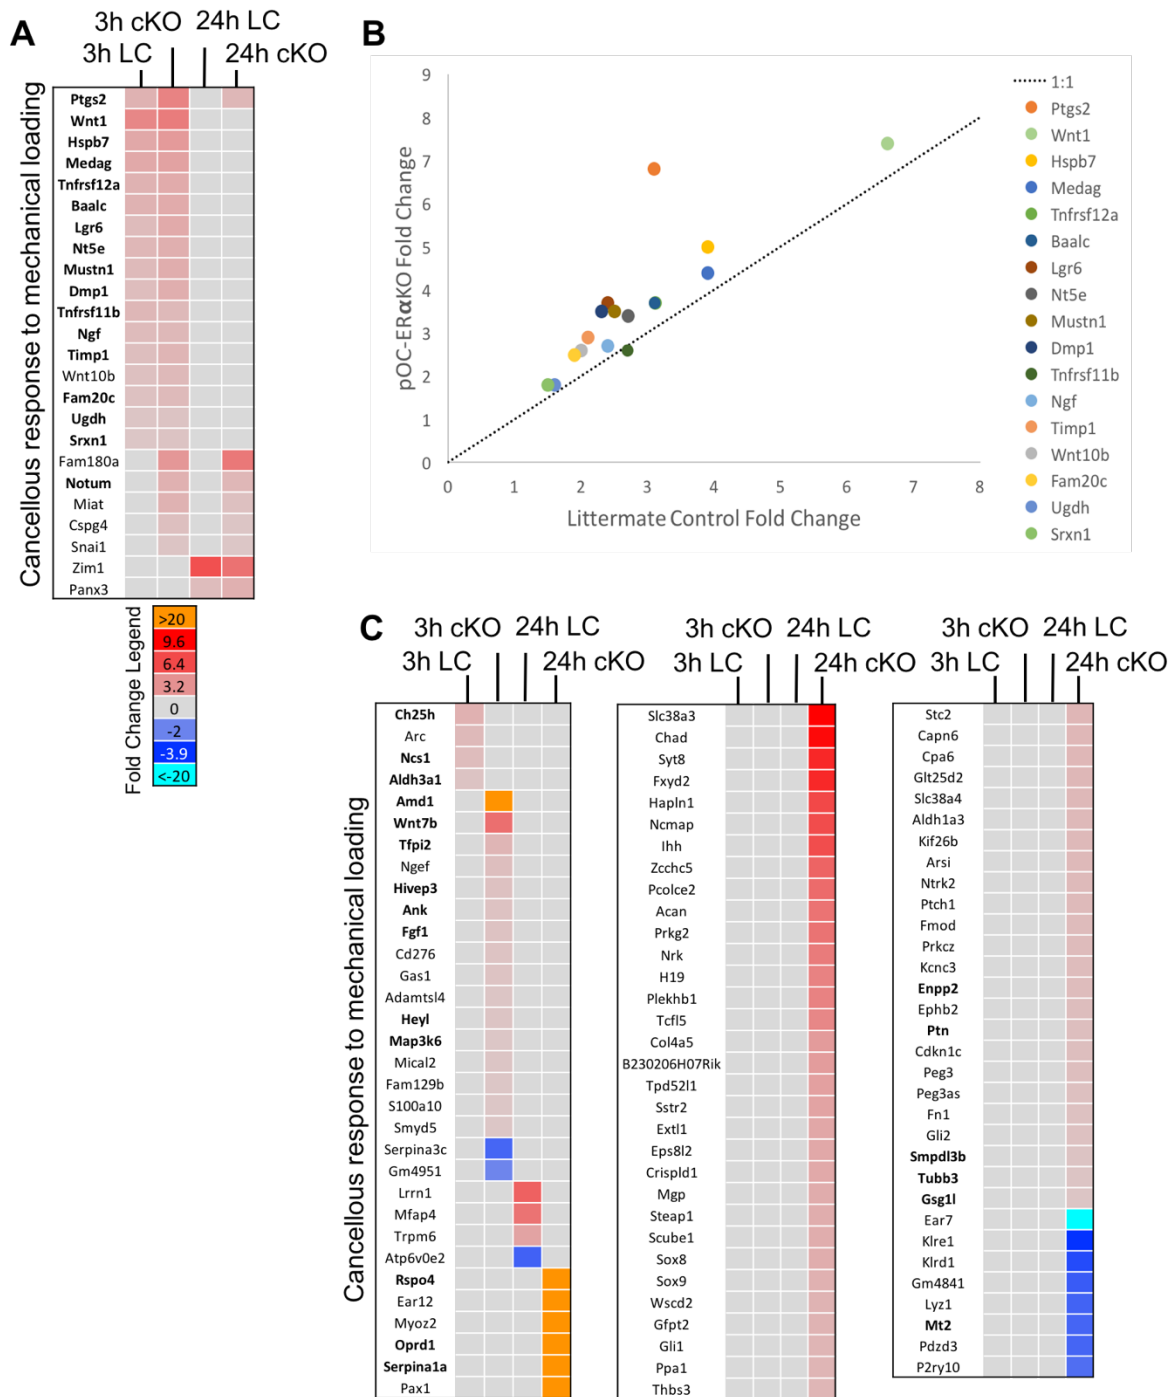 A
3h cKO 24h LC
3h LC 24h cKO
Cancellous response to mechanical loading
Ptgs2
Wnt1
Hspb7
Medag
Tnfrsf12a
Baalc
Lgr6
Nt5e
Mustn1
Dmp1
Tnfrsf11b
Ngf
Timp1
Wnt10b
Fam20c
Ugdh
Srxn1
Fam180a
Notum
Miat
Cspg4
Snai1
Zim1
Panx3
Fold Change Legend
>20
9.6
6.4
3.2
0
-2
-3.9
<-20
B
pOC-ERαKO Fold Change
9
8
7
6
5
4
3
2
1
0
0 1 2 3 4 5 6 7 8
Littermate Control Fold Change
1:1
Ptgs2
Wnt1
Hspb7
Medag
Tnfrsf12a
Baalc
Lgr6
Nt5e
Mustn1
Dmp1
Tnfrsf11b
Ngf
Timp1
Wnt10b
Fam20c
Ugdh
Srxn1
C
Cancellous response to mechanical loading
3h cKO 24h LC
3h LC 24h cKO
Ch25h
Arc
Ncs1
Aldh3a1
Amd1
Wnt7b
Tfpi2
Ngef
Hivep3
Ank
Fgf1
Cd276
Gas1
Adamtsl4
Heyl
Map3k6
Mical2
Fam129b
S100a10
Smyd5
Serpina3c
Gm4951
Lrrn1
Mfap4
Trpm6
Atp6v0e2
Rspo4
Ear12
Myoz2
Oprd1
Serpina1a
Pax1
3h cKO 24h LC
3h LC 24h cKO
Slc38a3
Chad
Syt8
Fxyd2
Hapln1
Ncmap
Ihh
Zcchc5
Pcolce2
Acan
Prkg2
Nrk
H19
Plekhb1
Tcfl5
Col4a5
B230206H07Rik
Tpd52l1
Sstr2
Extl1
Eps8l2
Crispld1
Mgp
Steap1
Scube1
Sox8
Sox9
Wscd2
Gfpt2
Gli1
Ppa1
Thbs3
3h cKO 24h LC
3h LC 24h cKO
Stc2
Capn6
Cpa6
Glt25d2
Slc38a4
Aldh1a3
Kif26b
Arsi
Ntrk2
Ptch1
Fmod
Prkcz
Kcnc3
Enpp2
Ephb2
Ptn
Cdkn1c
Peg3
Peg3as
Fn1
Gli2
Smpdl3b
Tubb3
Gsg1l
Ear7
Klre1
Klrd1
Gm4841
Lyz1
Mt2
Pdzd3
P2ry10